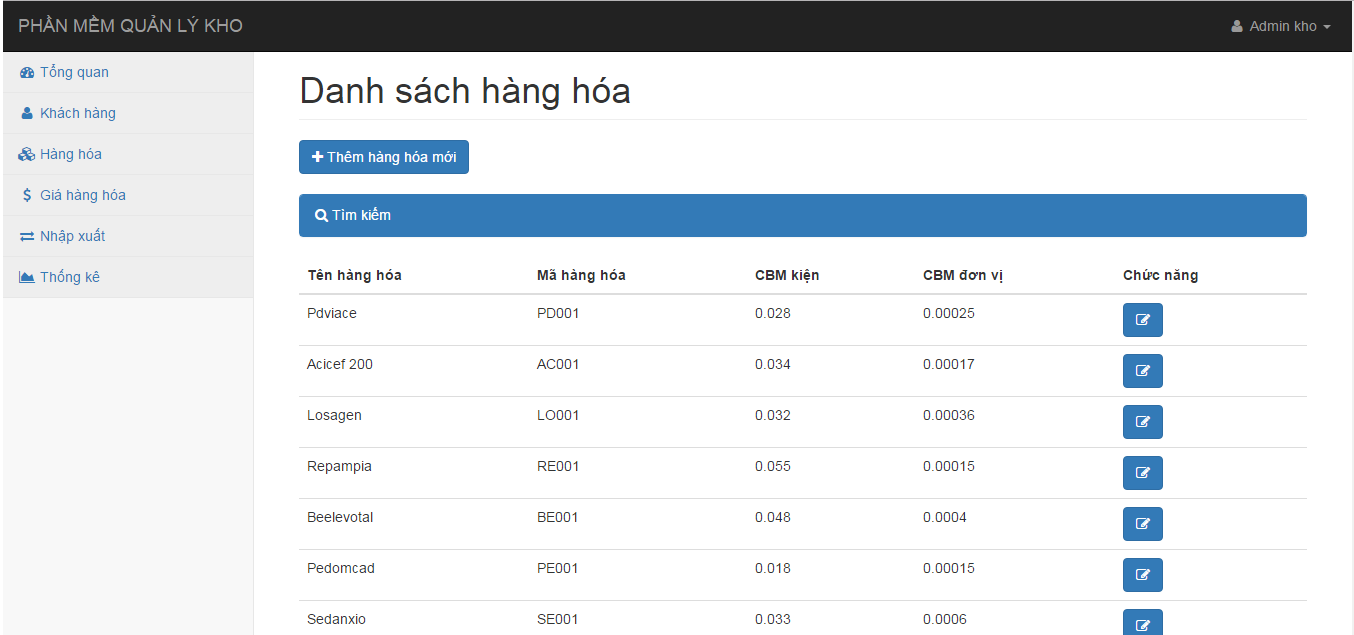 PHẦN MỀM QUẢN LÝ KHO
Admin kho
Tổng quan
Khách hàng
Hàng hóa
Giá hàng hóa
Nhập xuất
Thống kê
Danh sách hàng hóa
Thêm hàng hóa mới
Tìm kiếm
Tên hàng hóa Mã hàng hóa CBM kiện CBM đơn vị Chức năng
Pdviace PD001 0.028 0.00025
Acicef 200 AC001 0.034 0.00017
Losagen LO001 0.032 0.00036
Repampia RE001 0.055 0.00015
Beelevotal BE001 0.048 0.0004
Pedomcad PE001 0.018 0.00015
Sedanxio SE001 0.033 0.0006